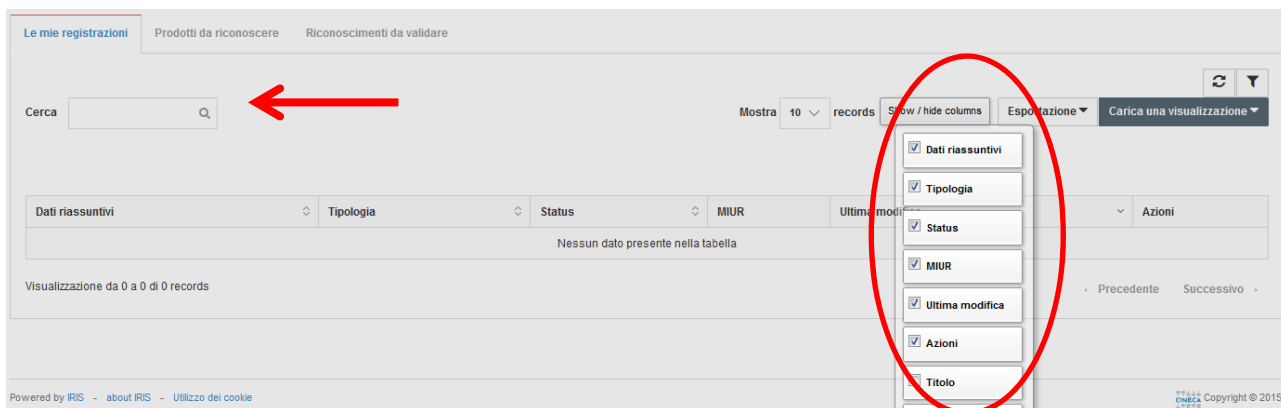 Le mie registrazioni Prodotti da riconoscere Riconoscimenti da validare
Cerca
Mostra 10 records Show / hide columns Esportazione Carica una visualizzazione
Dati riassuntivi
Tipologia
Status
MIUR
Ultima modifica
Azioni
Titolo
Dati riassuntivi Tipologia Status MIUR Ultima modifica Azioni
Nessun dato presente nella tabella
Visualizzazione da 0 a 0 di 0 records
‹ Precedente Successivo ›
Powered by IRIS - about IRIS - Utilizzo dei cookie
CINECA Copyright © 2015